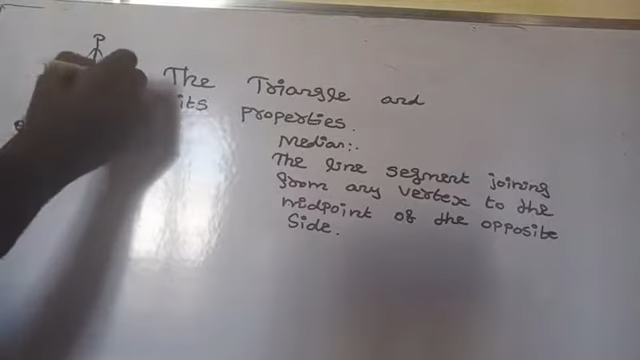 P
The Triangle and
its properties.
Median:.
The line segment joining
from any vertex to the
midpoint of the opposite
Side.